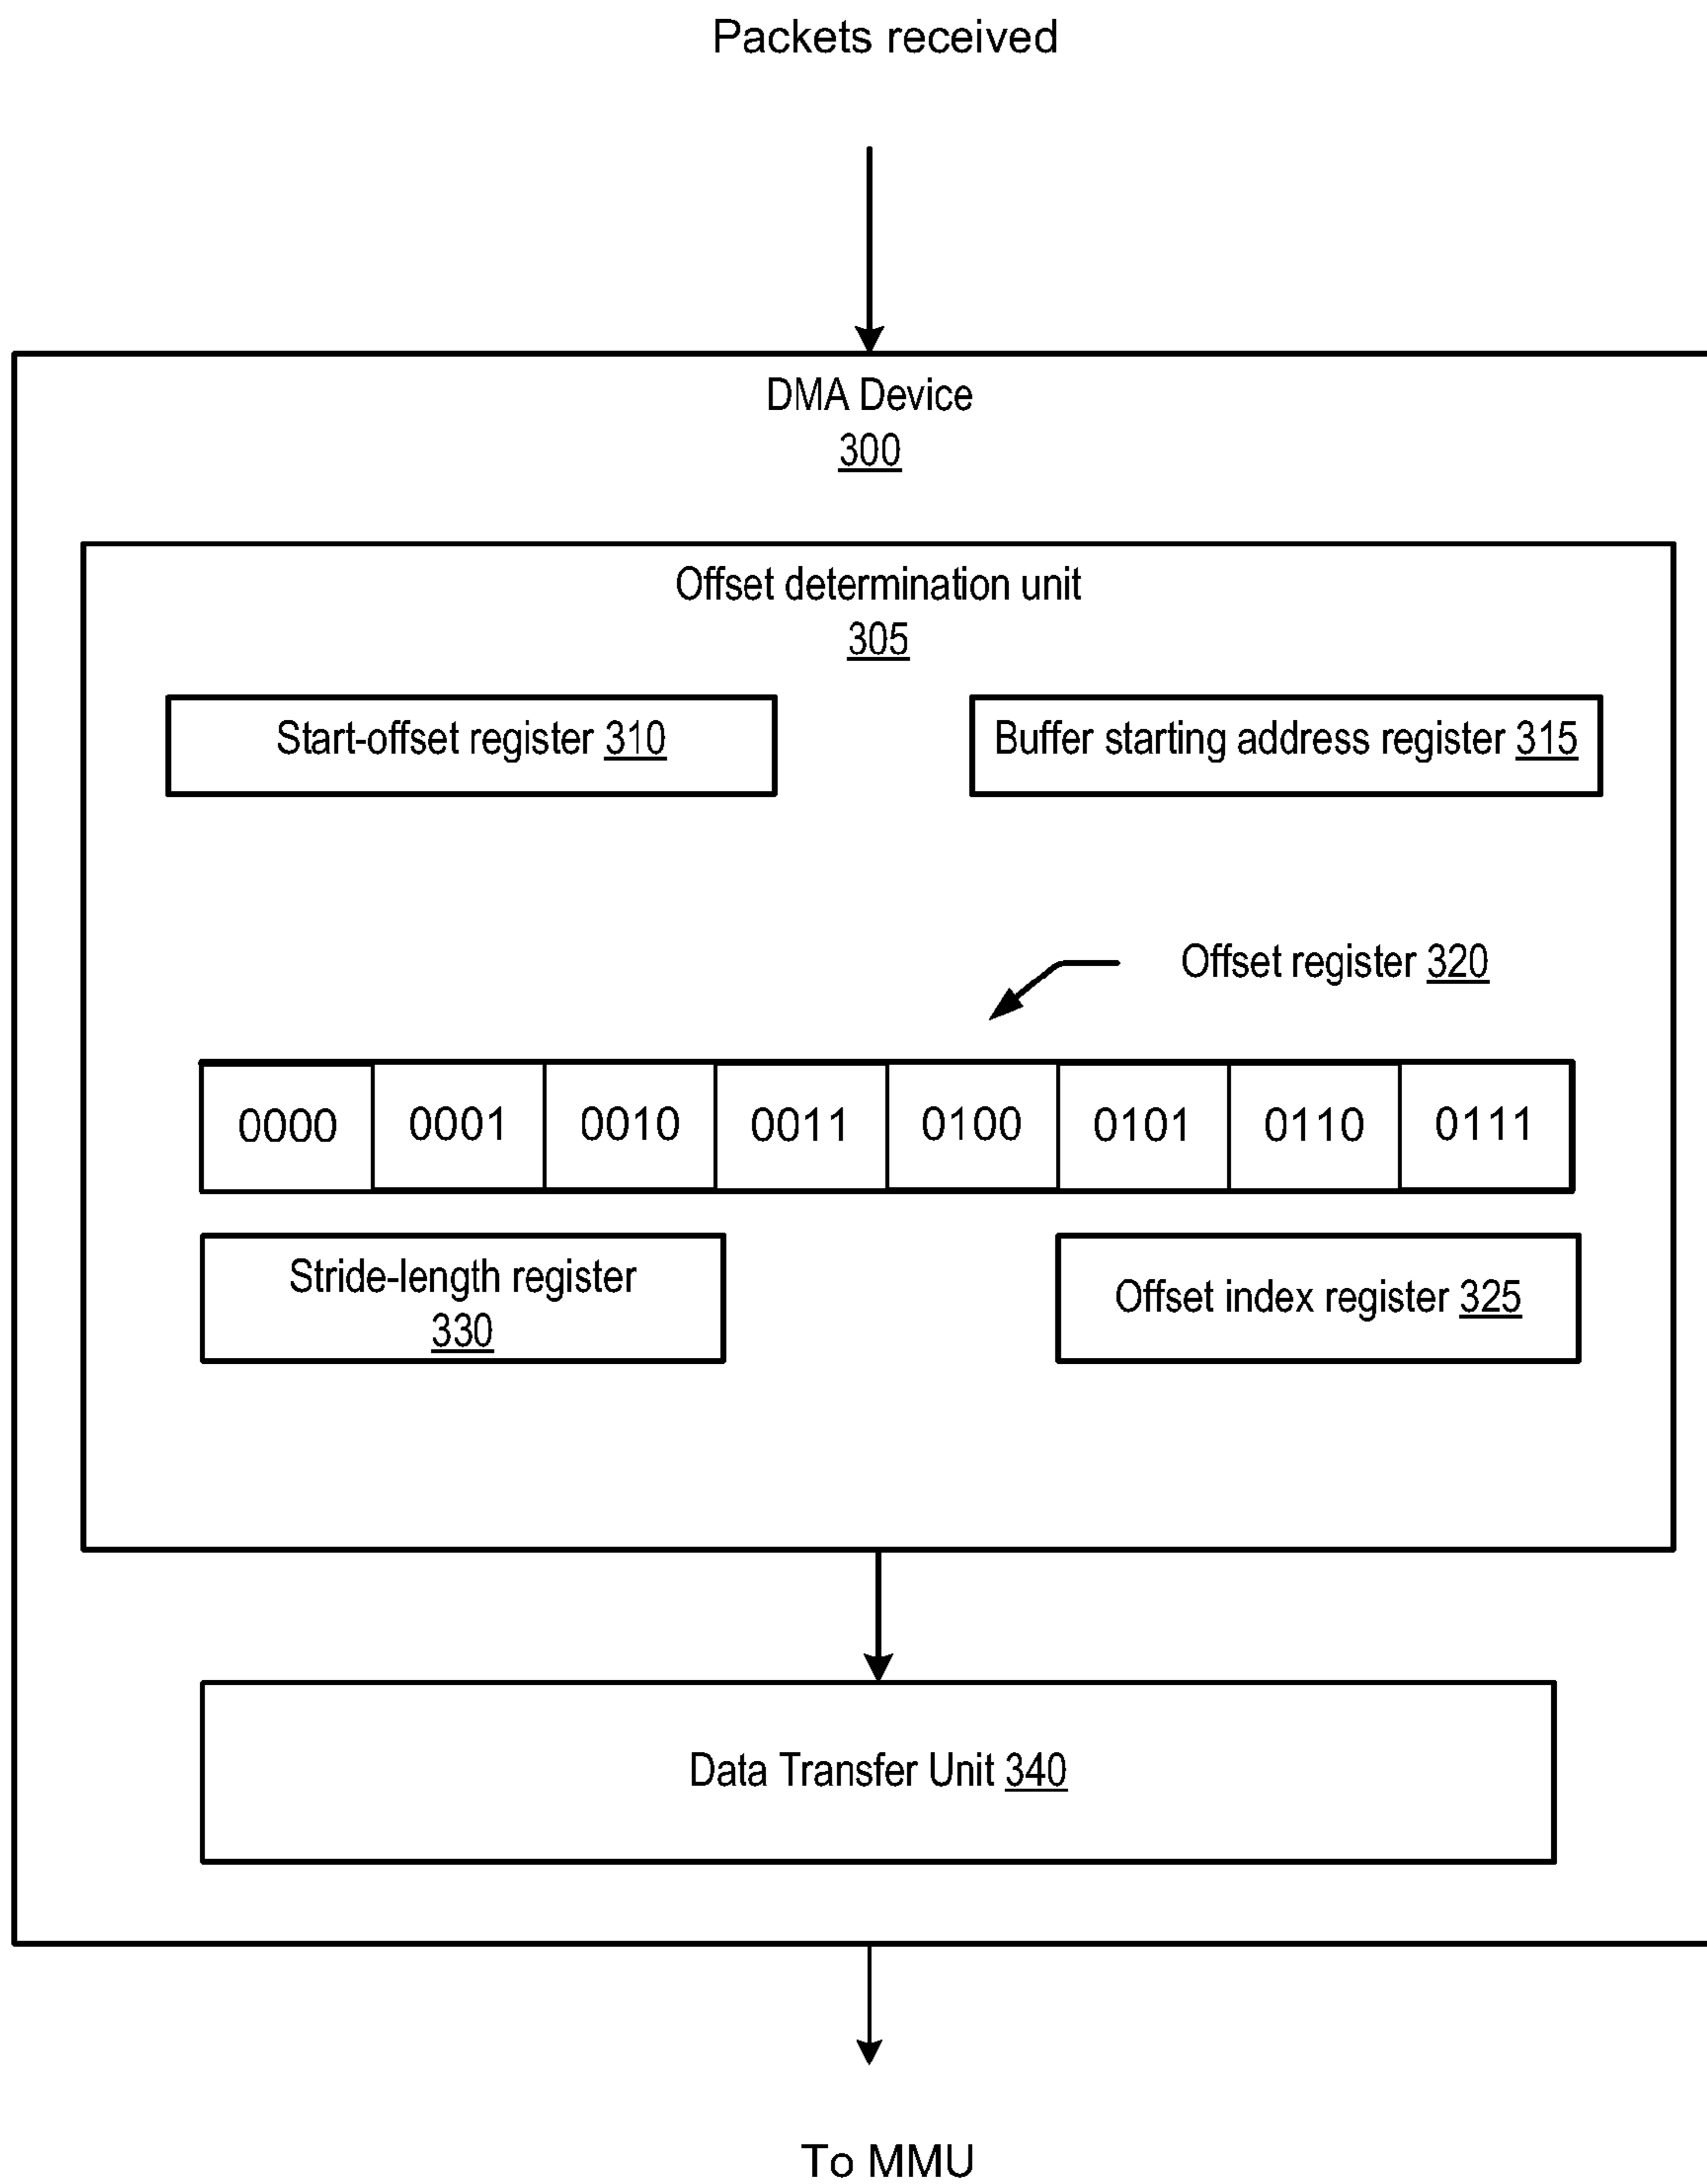 Packets received
DMA Device
300
Offset determination unit
305
Start-offset register 310
Buffer starting address register 315
Offset register 320
0000 0001 0010 0011 0100 0101 0110 0111
Stride-length register
330
Offset index register 325
Data Transfer Unit 340
To MMU